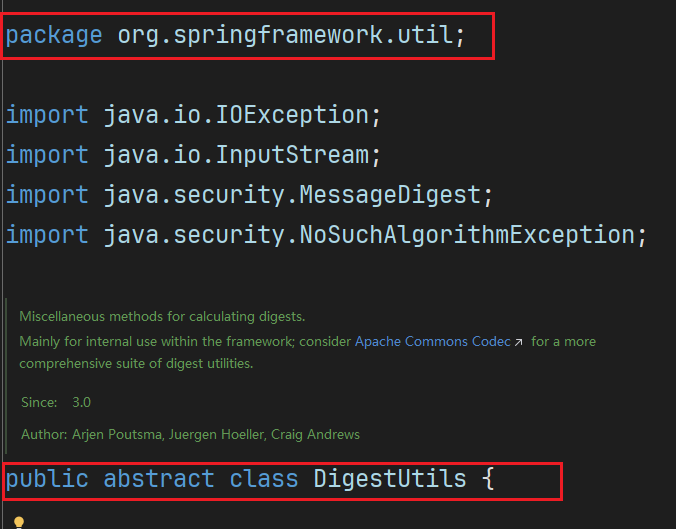 package org.springframework.util;
import java.io.IOException;
import java.io.InputStream;
import java.security.MessageDigest;
import java.security.NoSuchAlgorithmException;
Miscellaneous methods for calculating digests.
Mainly for internal use within the framework; consider Apache Commons Codec↗ for a more
comprehensive suite of digest utilities.
Since: 3.0
Author: Arjen Poutsma, Juergen Hoeller, Craig Andrews
public abstract class DigestUtils {